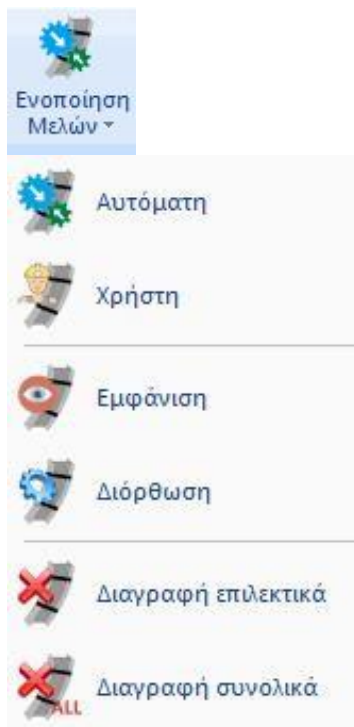 Ενοποίηση
Μελών
Αυτόματη
Χρήστη
Εμφάνιση
Διόρθωση
Διαγραφή επιλεκτικά
ALL
Διαγραφή συνολικά